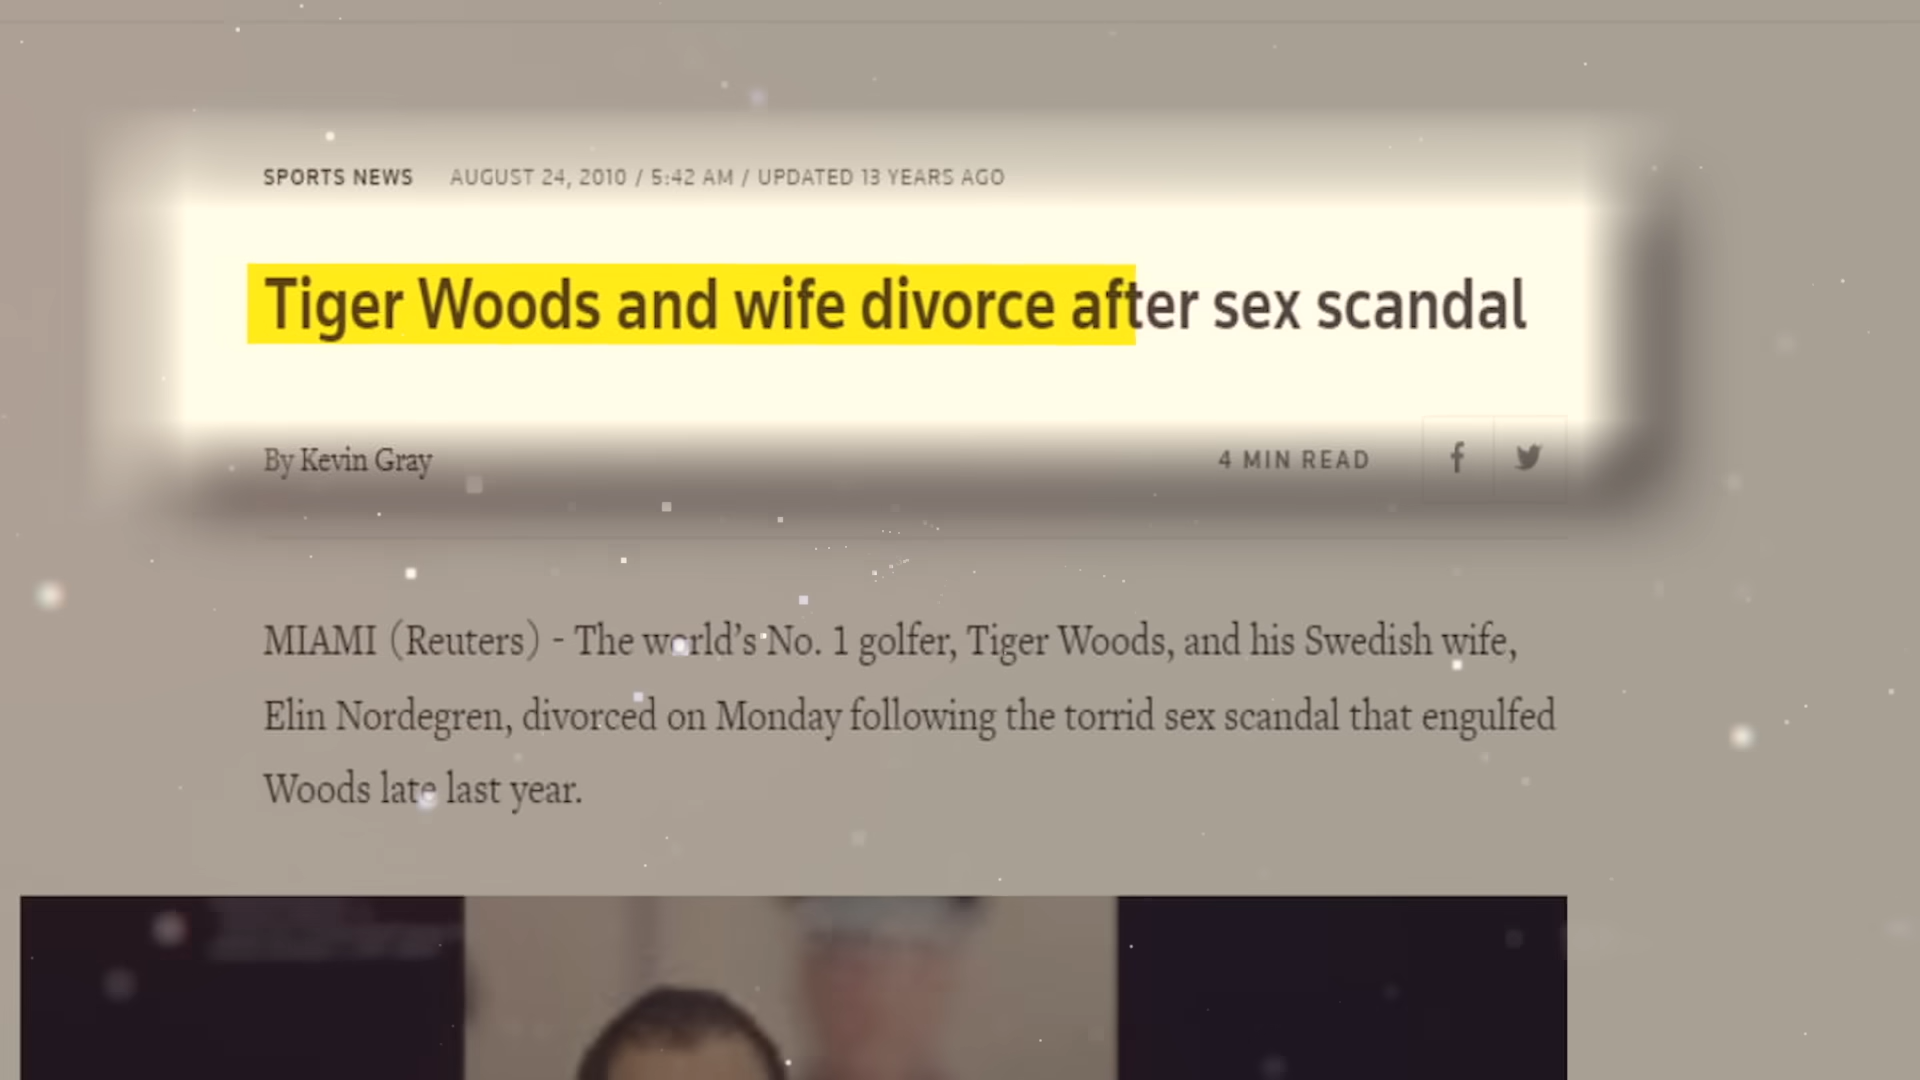 SPORTS NEWS AUGUST 24, 2010 / 5:42 AM / UPDATED 13 YEARS AGO
Tiger Woods and wife divorce after sex scandal
By Kevin Gray 4 MIN READ
MIAMI (Reuters) - The world’s No. 1 golfer, Tiger Woods, and his Swedish wife,
Elin Nordegren, divorced on Monday following the torrid sex scandal that engulfed
Woods late last year.